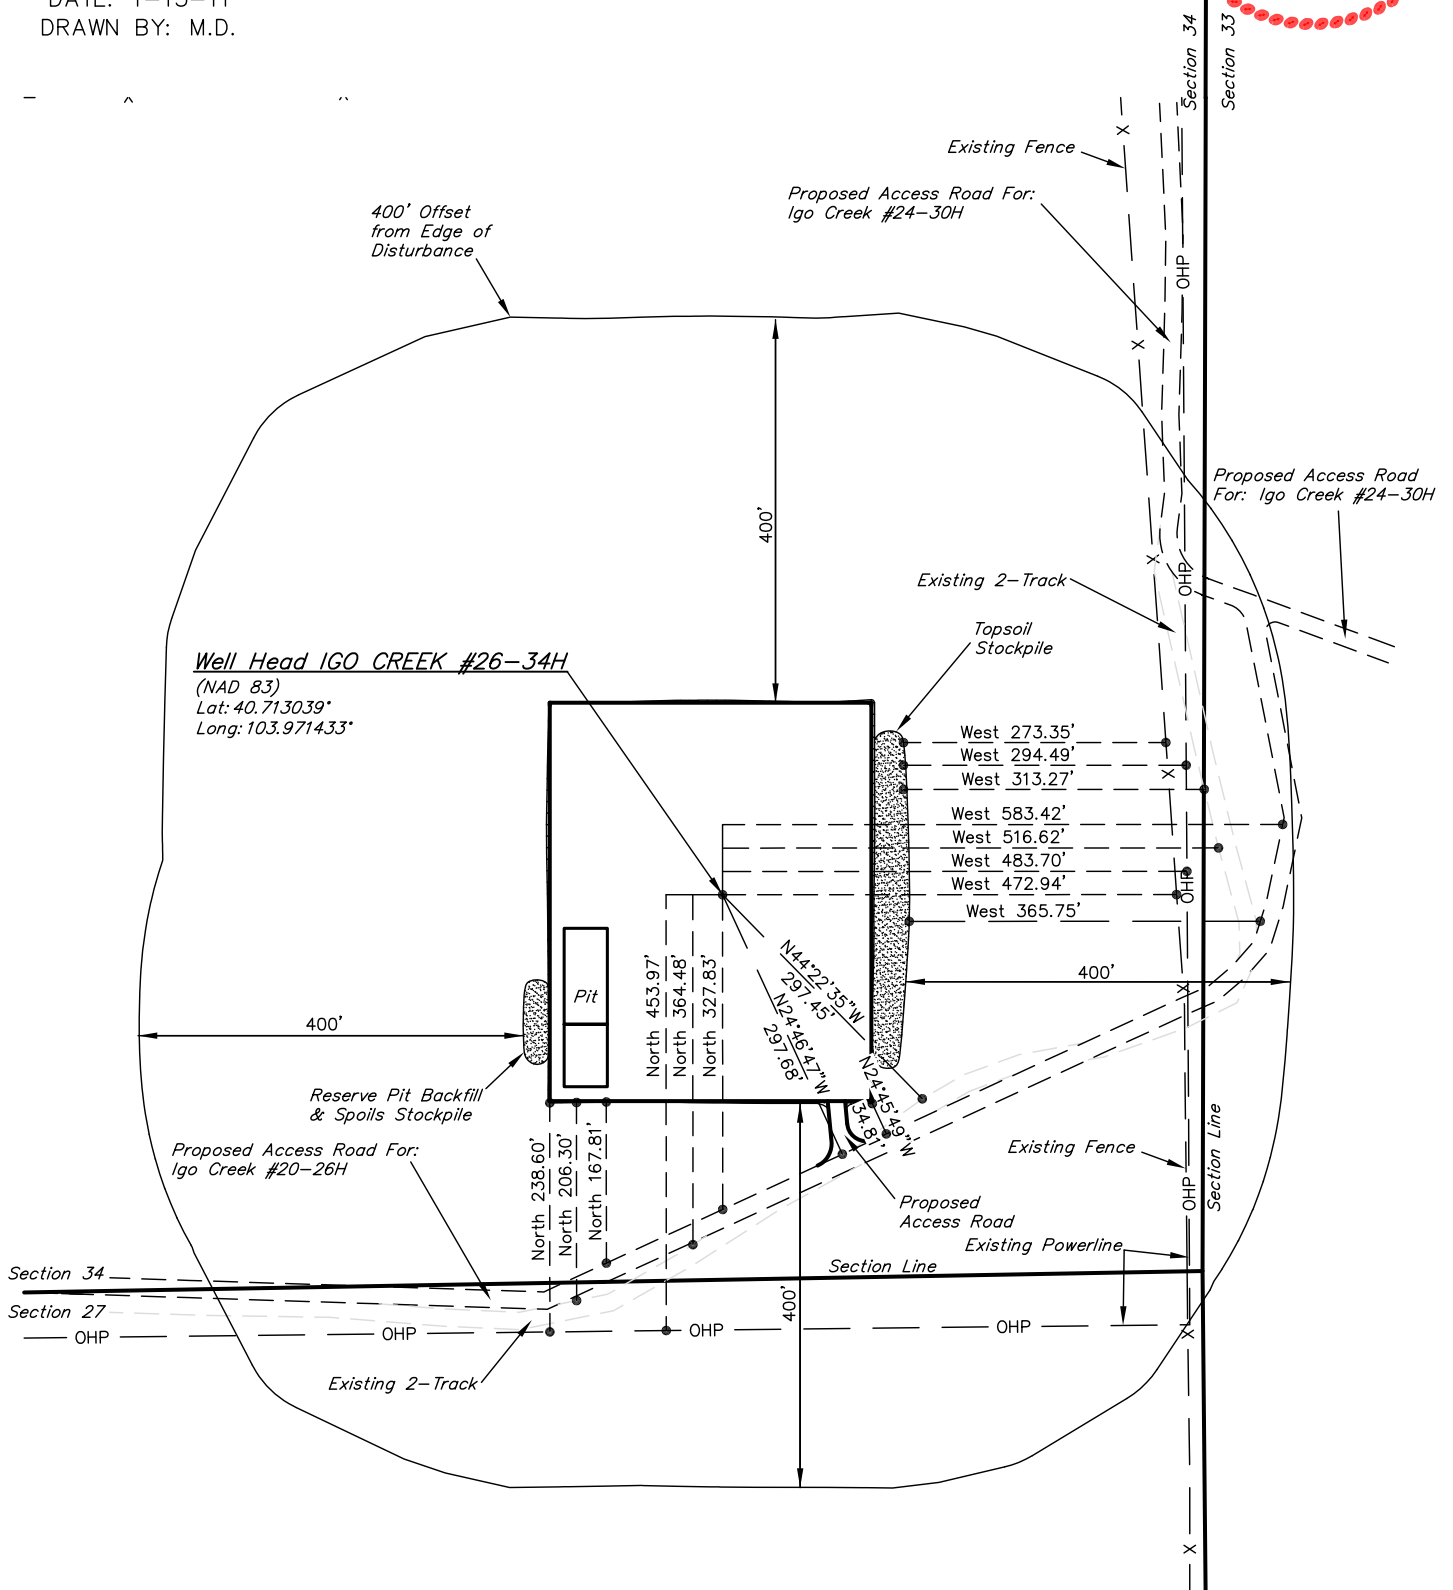 DRAWN BY: M.D.
Section 34
Section 33
Existing Fence
Proposed Access Road For:
Igo Creek #24-30H
400' Offset
from Edge of
Disturbance
OHP
X
X
400'
Proposed Access Road
For: Igo Creek #24-30H
X
OHP
Existing 2-Track
Topsoil
Stockpile
Well Head IGO CREEK #26-34H
(NAD 83)
Lat: 40.713039°
Long: 103.971433°
West 273.35'
West 294.49'
X
West 313.27'
West 583.42'
West 516.62'
West 483.70'
West 472.94'
OHP
West 365.75'
North 453.97'
North 364.48'
North 327.83'
N44°22'35"W
297.45'
N24°46'47"W
297.68'
400'
X
Pit
400'
N24°45'49"W
34.81'
Reserve Pit Backfill
& Spoils Stockpile
Proposed Access Road For:
Igo Creek #20-26H
North 238.60'
North 206.30'
North 167.81'
Existing Fence
OHP
Section Line
Proposed
Access Road
Existing Powerline
Section Line
Section 34
Section 27
400'
OHP
OHP
OHP
OHP
X
Existing 2-Track
X